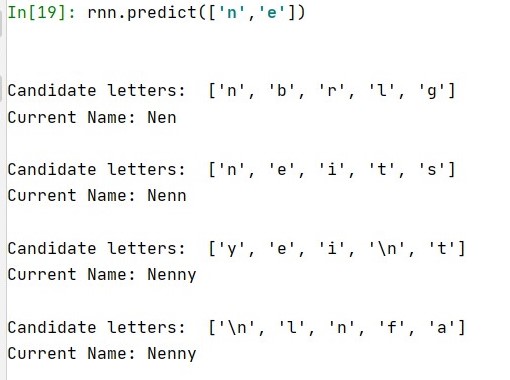 In[19]: rnn.predict(['n','e'])
Candidate letters:  ['n', 'b', 'r', 'l', 'g']
Current Name: Nen
Candidate letters:  ['n', 'e', 'i', 't', 's']
Current Name: Nenn
Candidate letters:  ['y', 'e', 'i', '\n', 't']
Current Name: Nenny
Candidate letters:  ['\n', 'l', 'n', 'f', 'a']
Current Name: Nenny